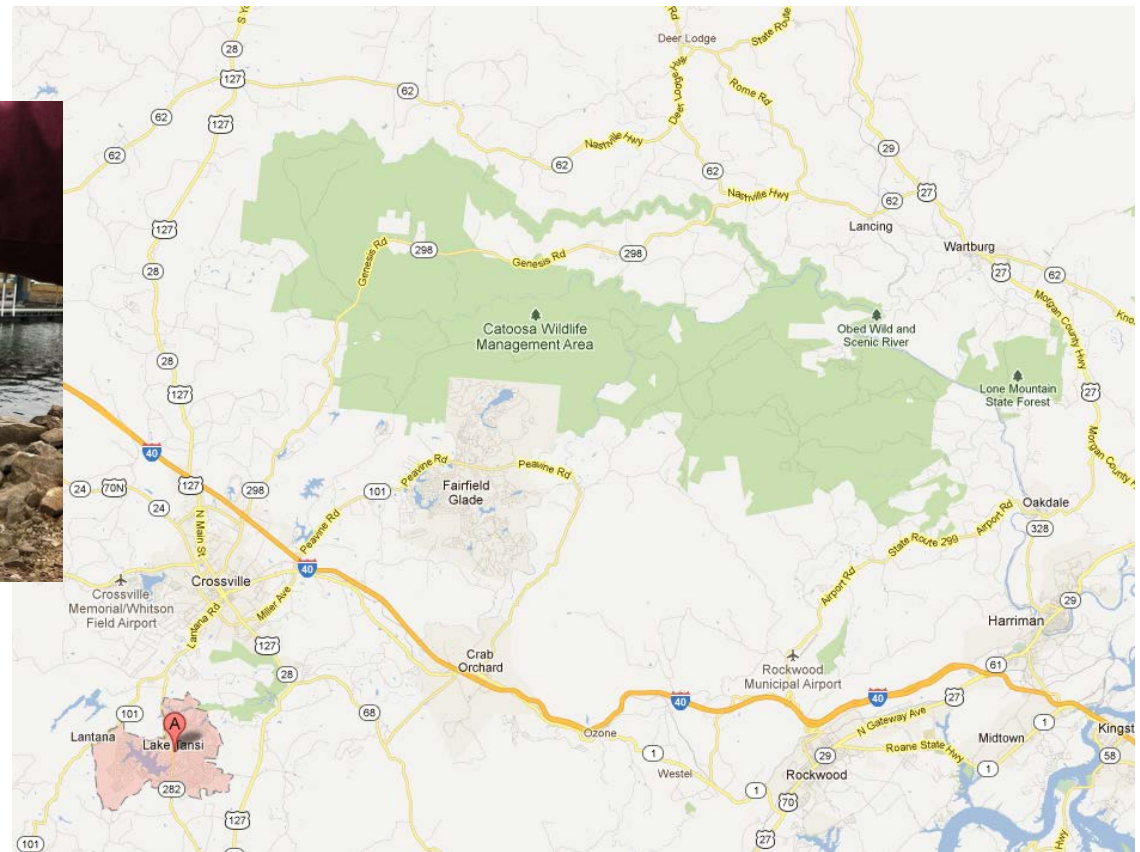 Deer Lodge
Rd
State Route
S Yo
28
127
62
Rome Rd
Deer Lodge Hwy
62
127
62
Nashville Hwy
29
62
62
Nashville Hwy
62
27
127
Lancing
Genesis Rd
298
Genesis Rd
298
Wartburg
28
27
62
Morgan County Hwy
Kno
Catoosa Wildlife
Management Area
Obed Wild and
Scenic River
28
Lone Mountain
State Forest
127
27
40
Morgan County Hwy
Peavine Rd
Peavine Rd
24
70N
127
298
101
Fairfield
Glade
24
N Main St
Peavine Rd
Oakdale
State Route 299
Airport Rd
328
40
Crossville
Airport Rd
Crossville
Memorial/Whitson
Field Airport
Miller Ave
29
Lantana Rd
Harriman
127
Crab
Orchard
61
28
Rockwood
Municipal Airport
40
40
27
101
68
N Gateway Ave
A
Lantana
Lake Tansi
Ozone
1
29
Roane State Hwy
Midtown
1
Kingst
58
282
Westel
1
Rockwood
1
70
127
27
Hwy
101
28